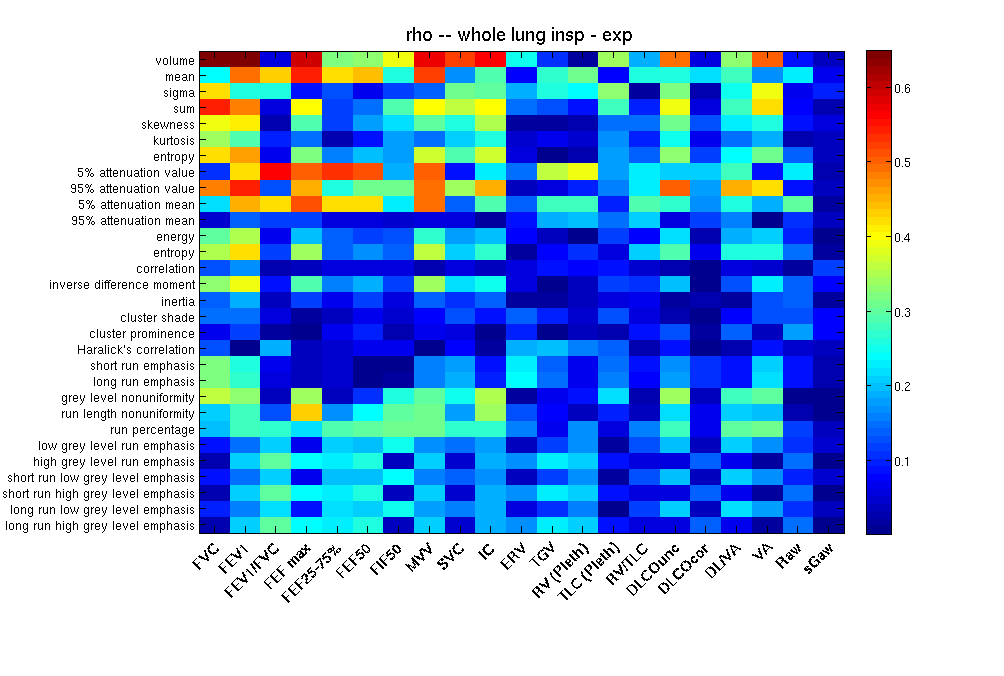 rho -- whole lung insp - exp
volume
mean
sigma
sum
skewness
kurtosis
entropy
5% attenuation value
95% attenuation value
5% attenuation mean
95% attenuation mean
energy
entropy
correlation
inverse difference moment
inertia
cluster shade
cluster prominence
Haralick's correlation
short run emphasis
long run emphasis
grey level nonuniformity
run length nonuniformity
run percentage
low grey level run emphasis
high grey level run emphasis
short run low grey level emphasis
short run high grey level emphasis
long run low grey level emphasis
long run high grey level emphasis
FVC
FEV1
FEV1/FVC
FEF max
FEF25-75%
FEF50
FIF50
MVV
SVC
IC
ERV
TGV
RV (Pleth)
TLC (Pleth)
RV/TLC
DLCOunc
DLCOcor
DL/VA
VA
Raw
sGaw
0.6
0.5
0.4
0.3
0.2
0.1